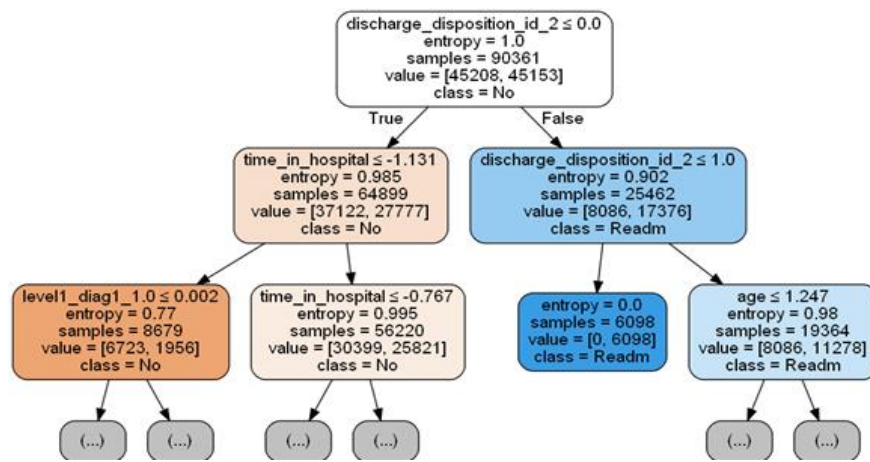 discharge_disposition_id_2 ≤ 0.0
entropy = 1.0
samples = 90361
value = [45208, 45153]
class = No
True
False
time_in_hospital ≤ -1.131
entropy = 0.985
samples = 64899
value = [37122, 27777]
class = No
discharge_disposition_id_2 ≤ 1.0
entropy = 0.902
samples = 25462
value = [8086, 17376]
class = Readm
level1_diag1_1.0 ≤ 0.002
entropy = 0.77
samples = 8679
value = [6723, 1956]
class = No
time_in_hospital ≤ -0.767
entropy = 0.995
samples = 56220
value = [30399, 25821]
class = No
entropy = 0.0
samples = 6098
value = [0, 6098]
class = Readm
age ≤ 1.247
entropy = 0.98
samples = 19364
value = [8086, 11278]
class = Readm
(...)
(...)
(...)
(...)
(...)
(...)